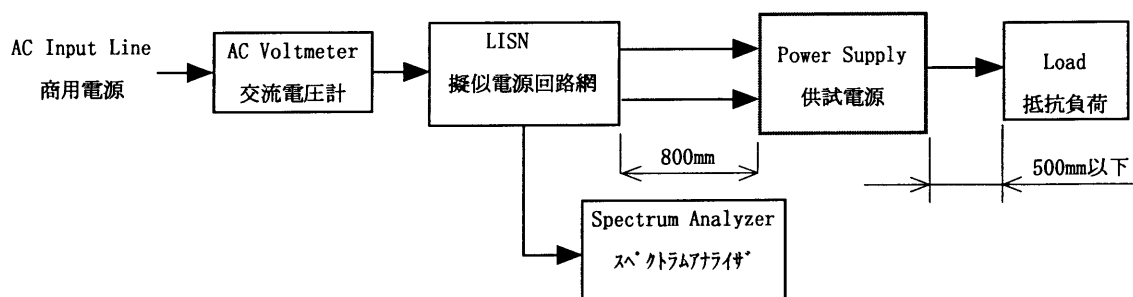 AC Input Line
商用電源
AC Voltmeter
交流電圧計
LISN
擬似電源回路網
Power Supply
供試電源
Load
抵抗負荷
800mm
500mm以下
Spectrum Analyzer
スペクトラムアナライザ